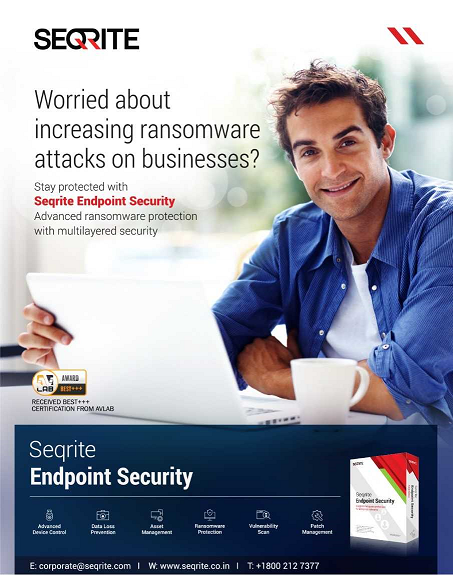 SEQRITE
Worried about
increasing ransomware
attacks on businesses?
Stay protected with
Seqrite Endpoint Security
Advanced ransomware protection
with multilayered security
AV
LAB
AWARD
BEST+++
RECEIVED BEST+++
CERTIFICATION FROM AVLAB
Seqrite
Endpoint Security
Advanced
Device Control
Data Loss
Prevention
Asset
Management
Ransomware
Protection
Vulnerability
Scan
Patch
Management
SEQRITE
Seqrite
Endpoint Security
E: corporate@seqrite.com I W: www.seqrite.co.in I T: +1800 212 7377